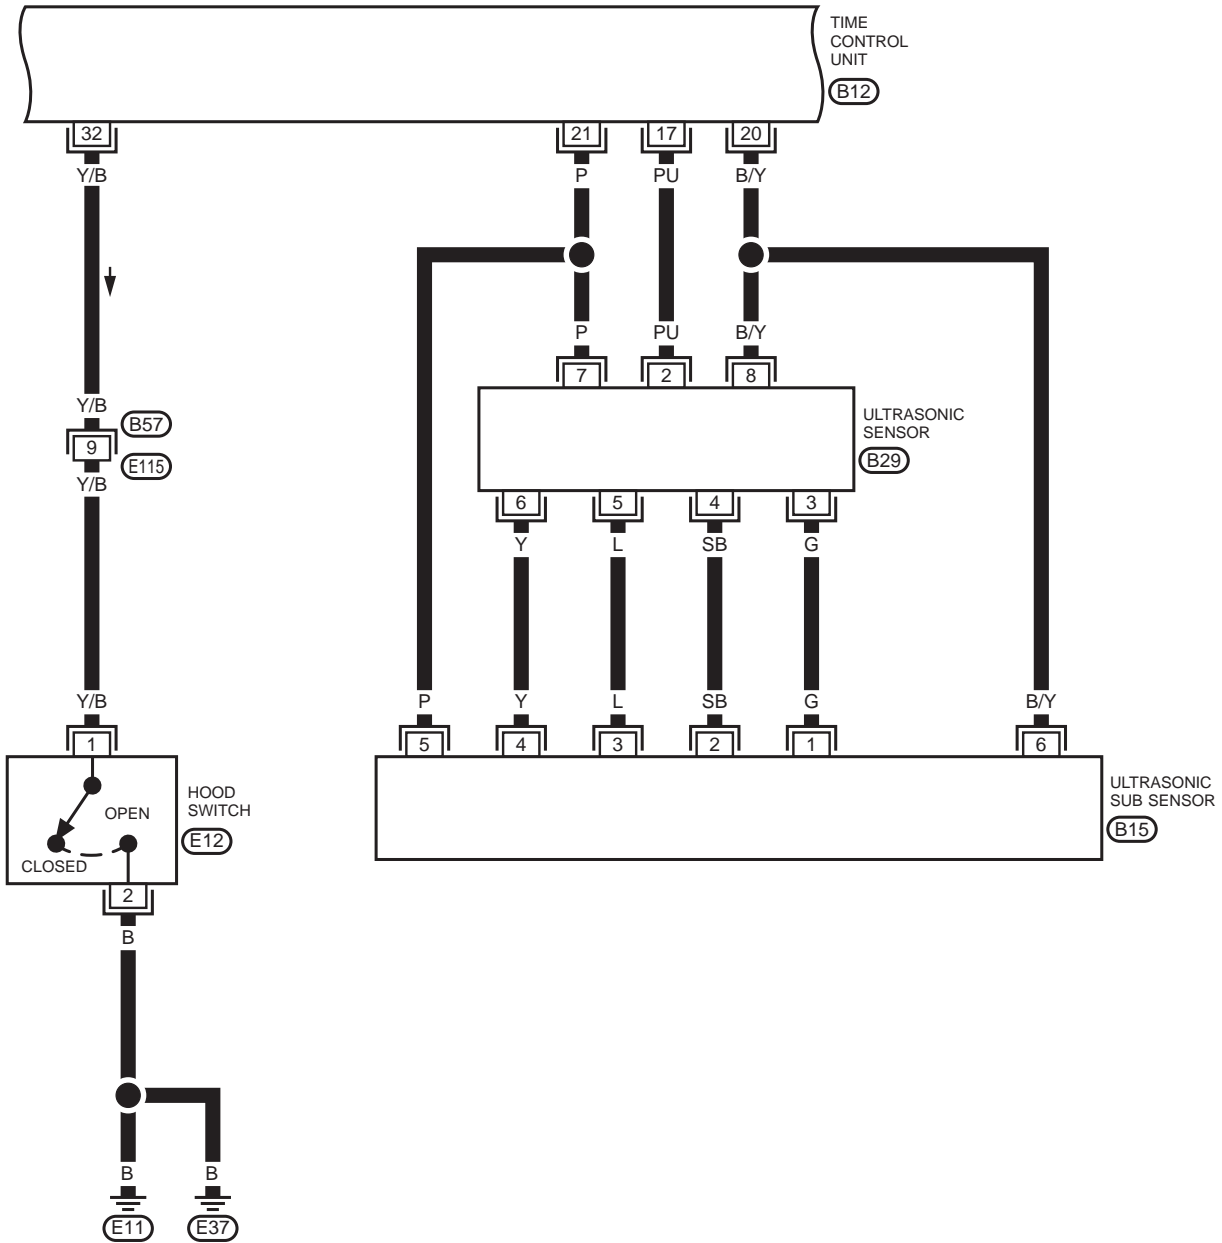 TIME
CONTROL
UNIT
B12
32 21 17 20
Y/B P PU B/Y
P PU B/Y
7 2 8
Y/B
B57
9
E115
Y/B
ULTRASONIC
SENSOR
B29
6 5 4 3
Y L SB G
Y/B P Y L SB G B/Y
1 5 4 3 2 1 6
ULTRASONIC
SUB SENSOR
B15
HOOD
SWITCH
E12
OPEN
CLOSED
2
B
B B
E11 E37